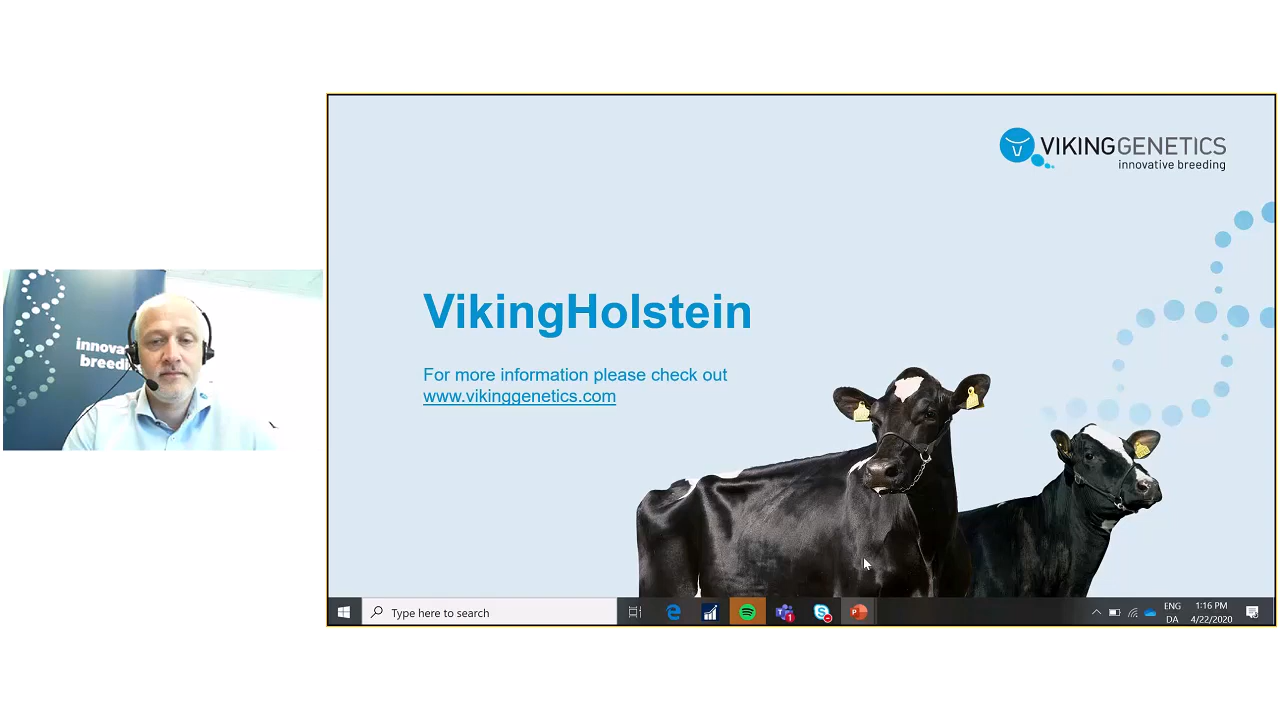 VIKINGGENETICS
innovative breeding
VikingHolstein
For more information please check out
www.vikinggenetics.com
Type here to search
1
ENG
DA
1:16 PM
4/22/2020